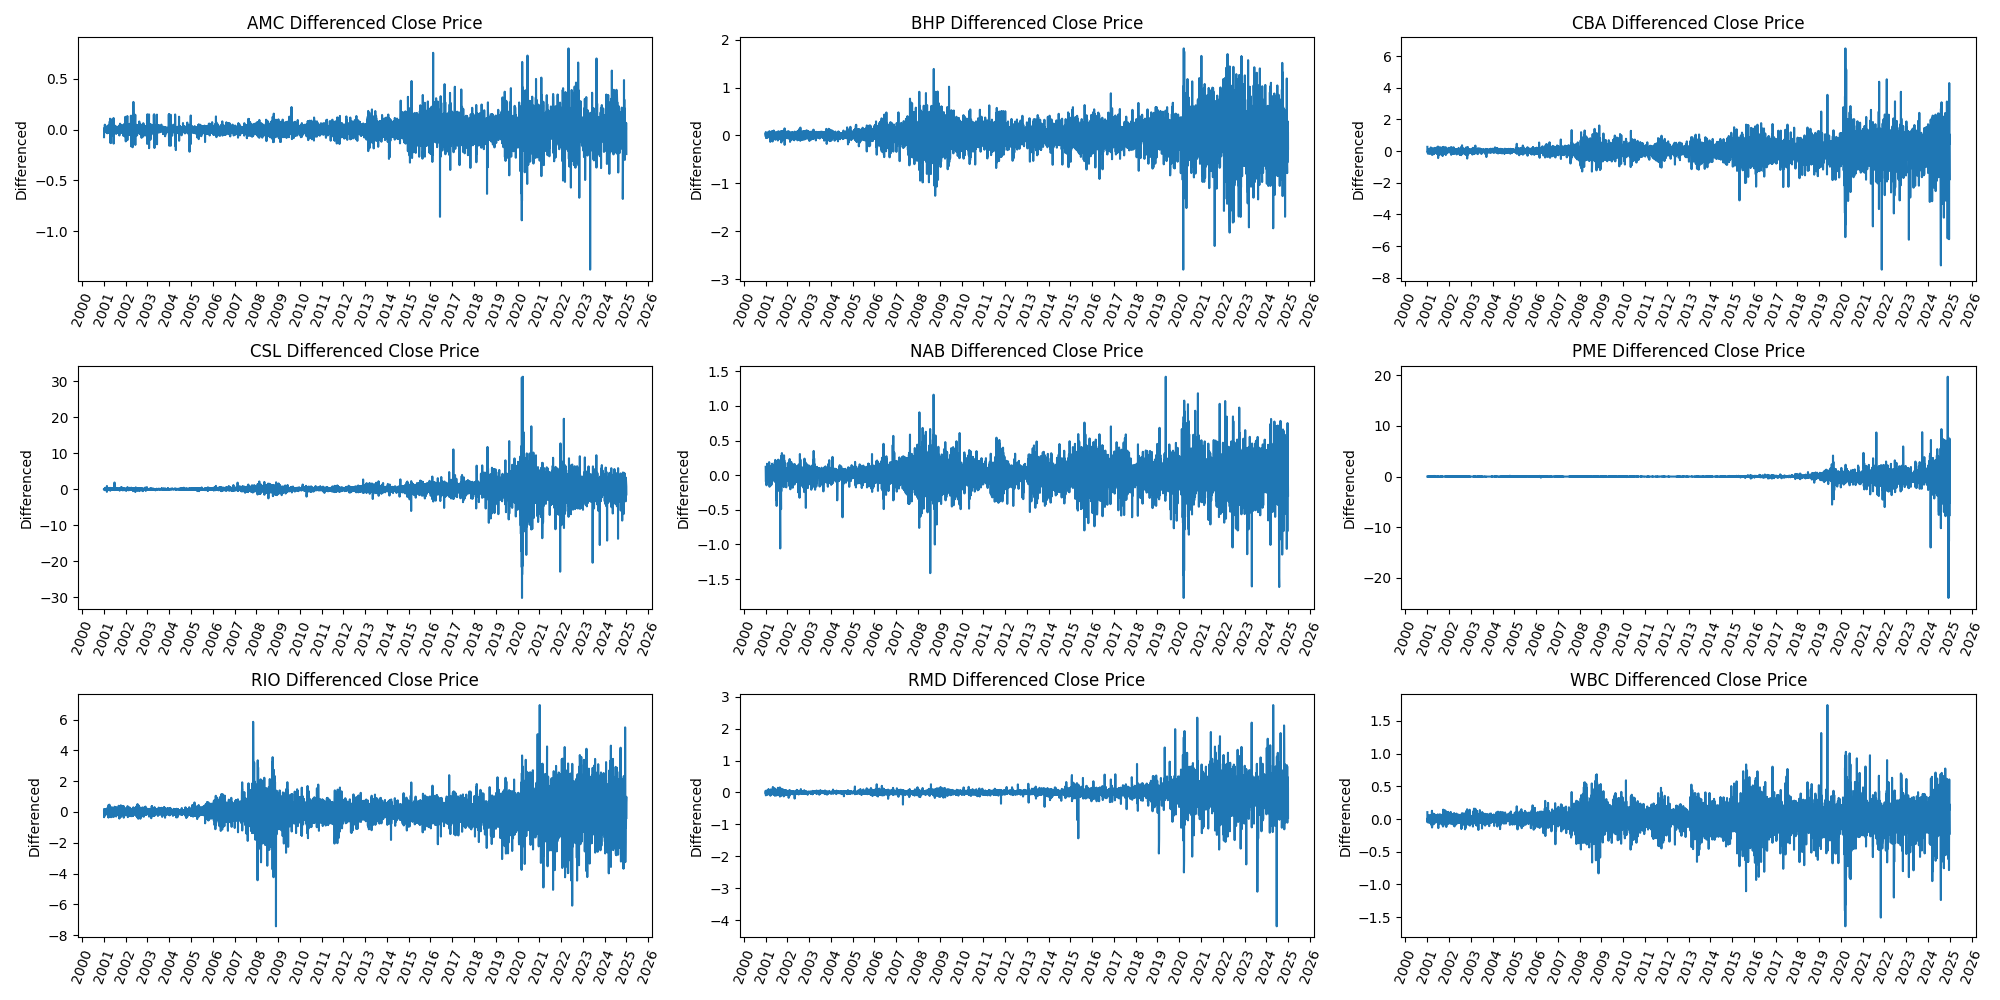 AMC Differenced Close Price
Differenced
0.5
0.0
−0.5
−1.0
2000 2001 2002 2003 2004 2005 2006 2007 2008 2009 2010 2011 2012 2013 2014 2015 2016 2017 2018 2019 2020 2021 2022 2023 2024 2025 2026
BHP Differenced Close Price
Differenced
2
1
0
−1
−2
−3
2000 2001 2002 2003 2004 2005 2006 2007 2008 2009 2010 2011 2012 2013 2014 2015 2016 2017 2018 2019 2020 2021 2022 2023 2024 2025 2026
CBA Differenced Close Price
Differenced
6
4
2
0
−2
−4
−6
−8
2000 2001 2002 2003 2004 2005 2006 2007 2008 2009 2010 2011 2012 2013 2014 2015 2016 2017 2018 2019 2020 2021 2022 2023 2024 2025 2026
CSL Differenced Close Price
Differenced
30
20
10
0
−10
−20
−30
2000 2001 2002 2003 2004 2005 2006 2007 2008 2009 2010 2011 2012 2013 2014 2015 2016 2017 2018 2019 2020 2021 2022 2023 2024 2025 2026
NAB Differenced Close Price
Differenced
1.5
1.0
0.5
0.0
−0.5
−1.0
−1.5
2000 2001 2002 2003 2004 2005 2006 2007 2008 2009 2010 2011 2012 2013 2014 2015 2016 2017 2018 2019 2020 2021 2022 2023 2024 2025 2026
PME Differenced Close Price
Differenced
20
10
0
−10
−20
2000 2001 2002 2003 2004 2005 2006 2007 2008 2009 2010 2011 2012 2013 2014 2015 2016 2017 2018 2019 2020 2021 2022 2023 2024 2025 2026
RIO Differenced Close Price
Differenced
6
4
2
0
−2
−4
−6
−8
2000 2001 2002 2003 2004 2005 2006 2007 2008 2009 2010 2011 2012 2013 2014 2015 2016 2017 2018 2019 2020 2021 2022 2023 2024 2025 2026
RMD Differenced Close Price
Differenced
3
2
1
0
−1
−2
−3
−4
2000 2001 2002 2003 2004 2005 2006 2007 2008 2009 2010 2011 2012 2013 2014 2015 2016 2017 2018 2019 2020 2021 2022 2023 2024 2025 2026
WBC Differenced Close Price
Differenced
1.5
1.0
0.5
0.0
−0.5
−1.0
−1.5
2000 2001 2002 2003 2004 2005 2006 2007 2008 2009 2010 2011 2012 2013 2014 2015 2016 2017 2018 2019 2020 2021 2022 2023 2024 2025 2026